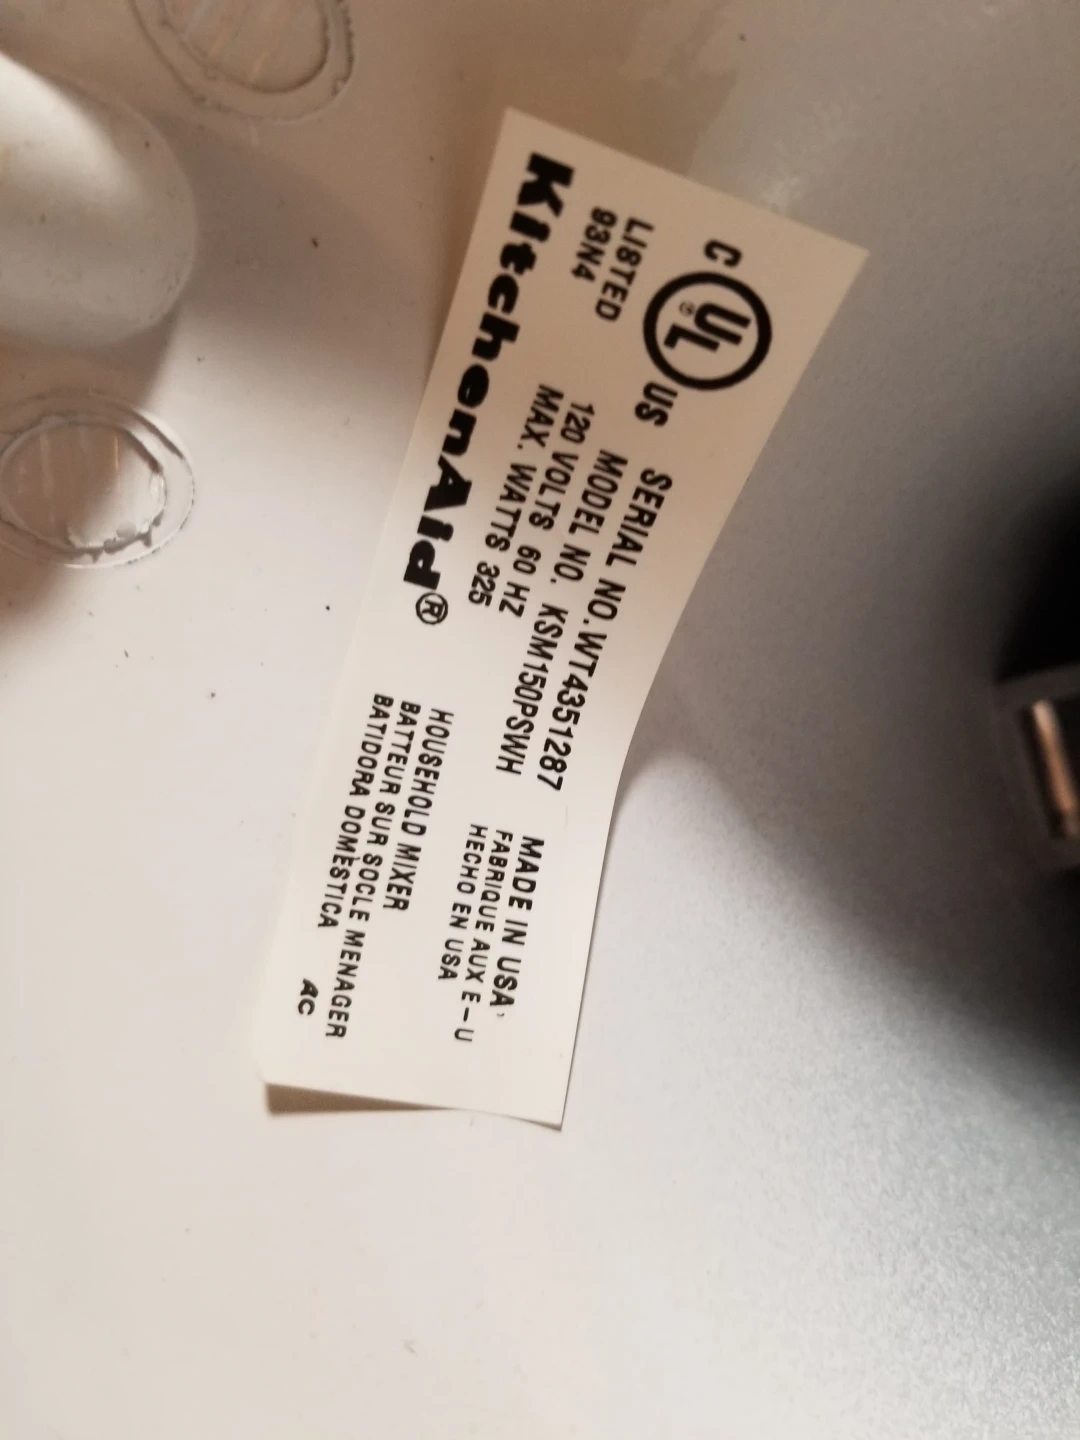 C UL® US
LISTED
93N4
KitchenAid®
SERIAL NO.WT4351287
MODEL NO. KSM150PSWH
120 VOLTS 60 HZ
MAX. WATTS 325
MADE IN USA
FABRIQUE AUX E-U
HECHO EN USA
HOUSEHOLD MIXER
BATTEUR SUR SOCLE MENAGER
BATIDORA DOMÈSTICA
AC